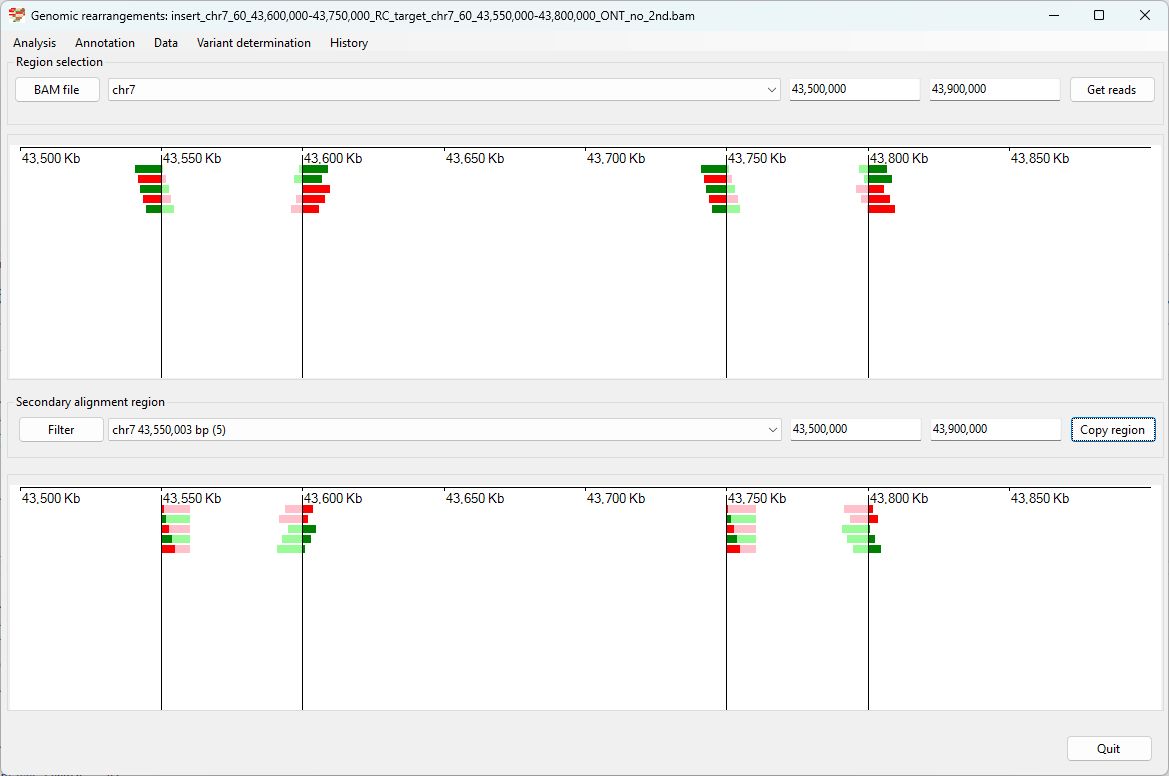 Genomic rearrangements: insert_chr7_60_43,600,000-43,750,000_RC_target_chr7_60_43,550,000-43,800,000_ONT_no_2nd.bam
Analysis Annotation Data Variant determination History
Region selection
BAM file chr7 43,500,000 43,900,000 Get reads
43,500 Kb 43,550 Kb 43,600 Kb 43,650 Kb 43,700 Kb 43,750 Kb 43,800 Kb 43,850 Kb
Secondary alignment region
Filter chr7 43,550,003 bp (5) 43,500,000 43,900,000 Copy region
43,500 Kb 43,550 Kb 43,600 Kb 43,650 Kb 43,700 Kb 43,750 Kb 43,800 Kb 43,850 Kb
Quit